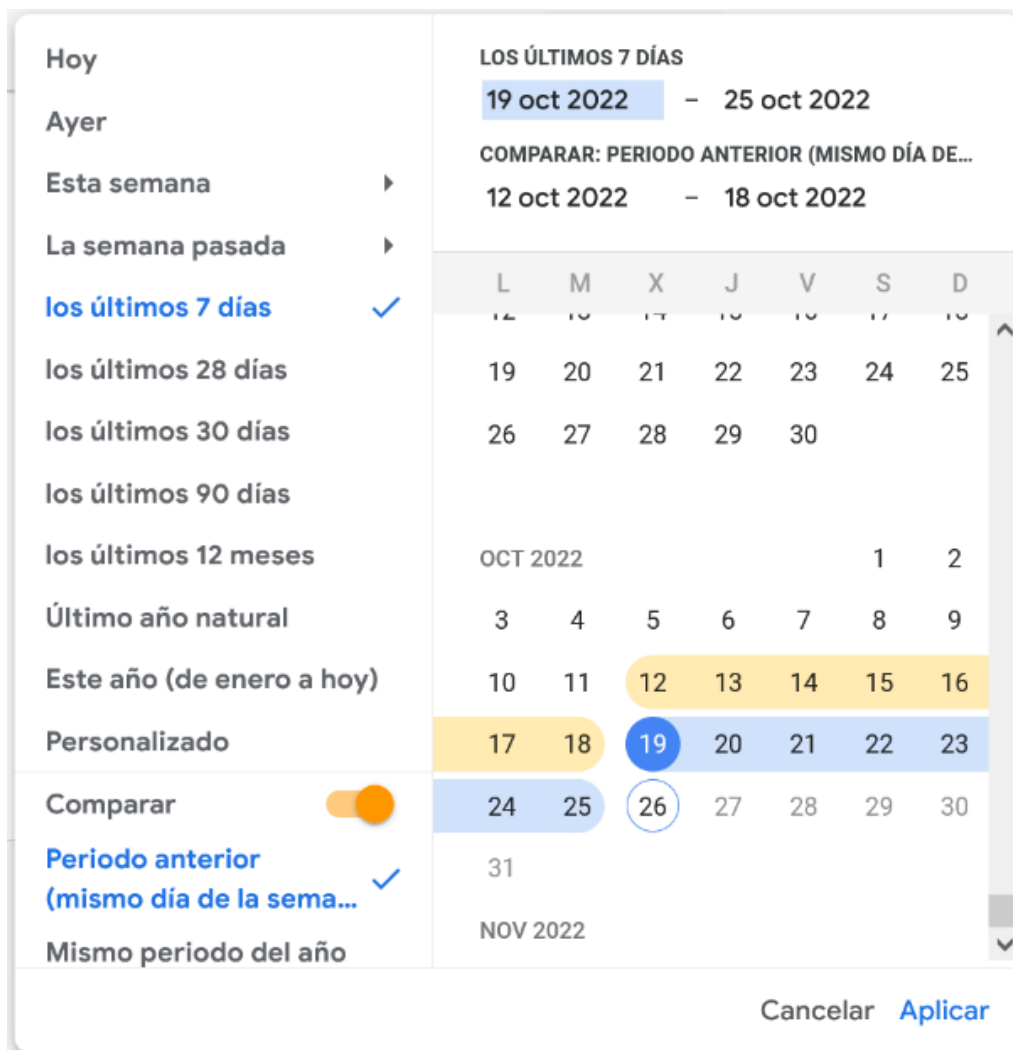 Hoy
Ayer
Esta semana
La semana pasada
los últimos 7 días
los últimos 28 días
los últimos 30 días
los últimos 90 días
los últimos 12 meses
Último año natural
Este año (de enero a hoy)
Personalizado
Comparar
Periodo anterior
(mismo día de la sema...
Mismo periodo del año
LOS ÚLTIMOS 7 DÍAS
19 oct 2022 – 25 oct 2022
COMPARAR: PERIODO ANTERIOR (MISMO DÍA DE...
12 oct 2022 – 18 oct 2022
L M X J V S D
19 20 21 22 23 24 25
26 27 28 29 30
OCT 2022 1 2
3 4 5 6 7 8 9
10 11 12 13 14 15 16
17 18 19 20 21 22 23
24 25 26 27 28 29 30
31
NOV 2022
Cancelar Aplicar